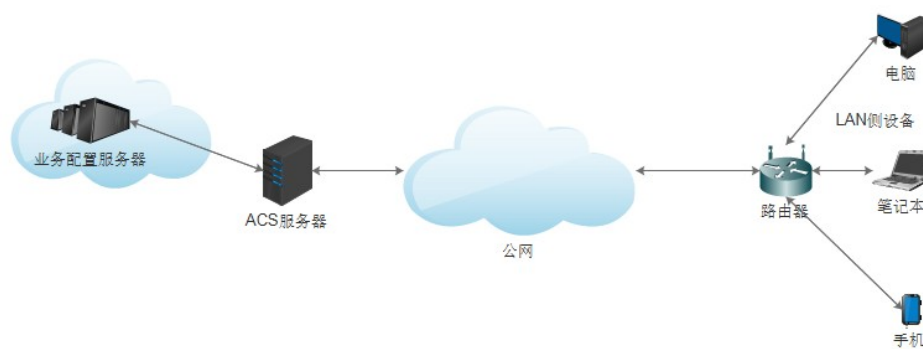 电脑
LAN侧设备
业务配置服务器
ACS服务器
公网
路由器
笔记本
手机